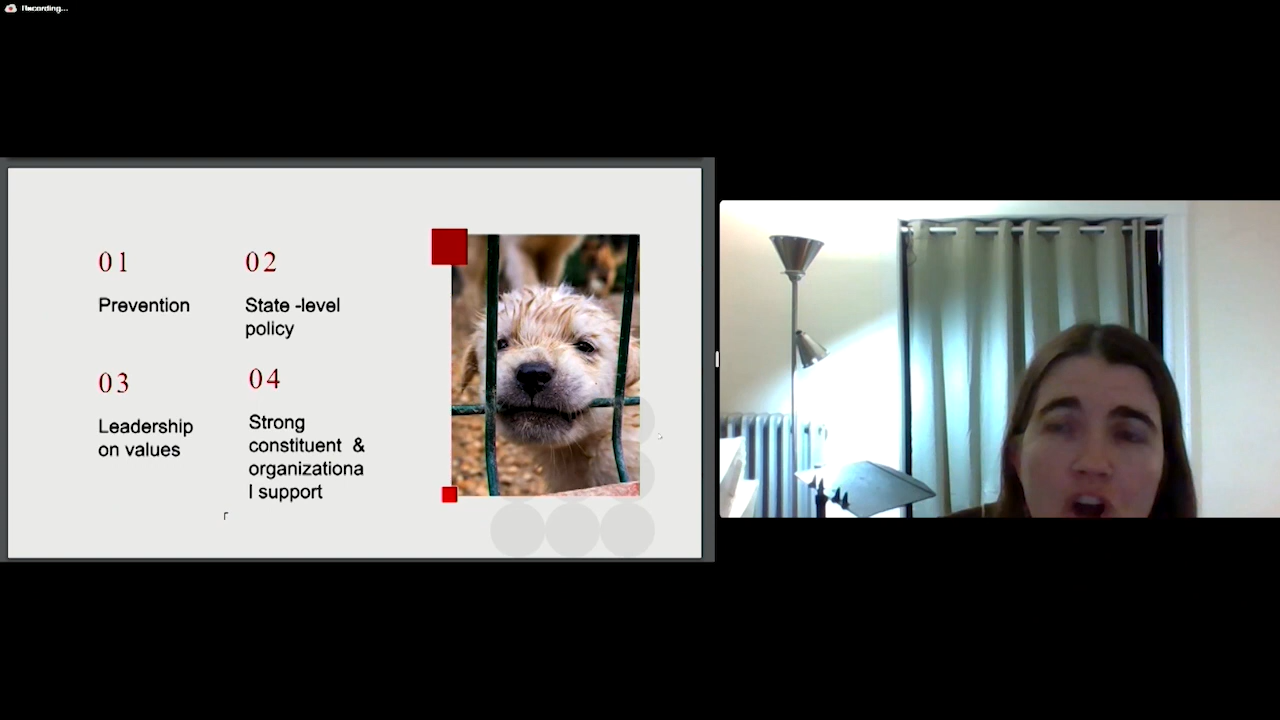 Recording...
01
Prevention
02
State -level
policy
03
Leadership
on values
04
Strong
constituent  &
organizationa
l support